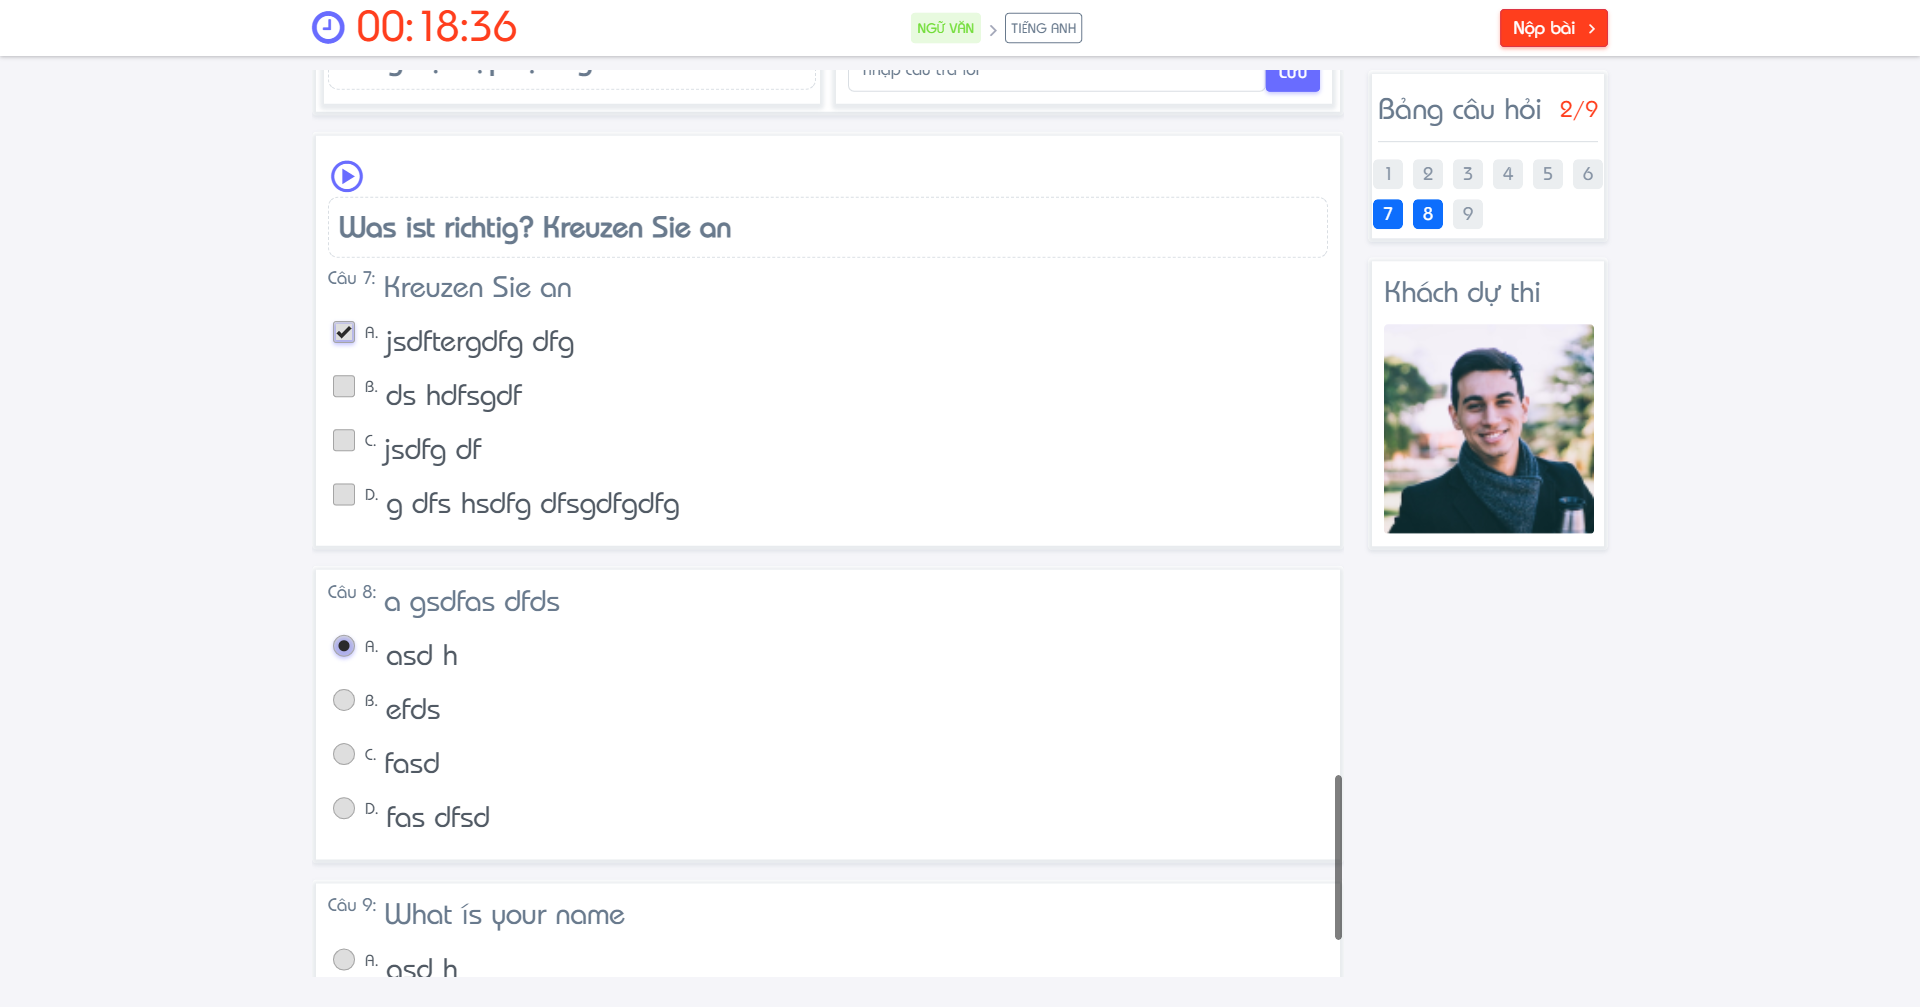 00:18:36
NGỮ VĂN > TIẾNG ANH
Nộp bài >
LƯU
Bảng câu hỏi 2/9
1 2 3 4 5 6
7 8 9
Khách dự thi
Was ist richtig? Kreuzen Sie an
Câu 7: Kreuzen Sie an
A. jsdftergdfg dfg
B. ds hdfsgdf
C. jsdfg df
D. g dfs hsdfg dfsgdfgdfg
Câu 8: a gsdfas dfds
A. asd h
B. efds
C. fasd
D. fas dfsd
Câu 9: What ís your name
A. asd h